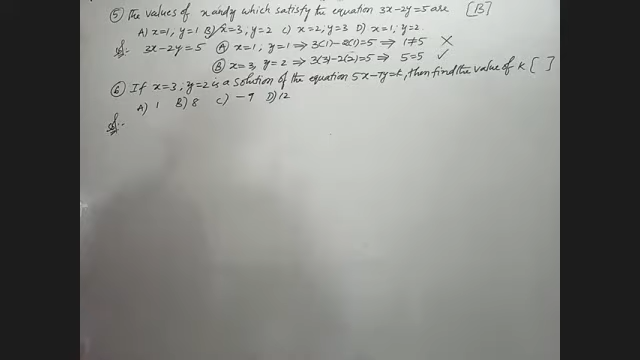 ⑤ The values of x and y which satisfy the equation 3x-2y=5 are [B]
A) x=1, y=1 B) x=3, y=2 C) x=2, y=3 D) x=1, y=2
Sol:- 3x-2y=5 Ⓐ x=1, y=1 ⇒ 3(1)-2(1)=5 ⇒ 1≠5 ✗
Ⓑ x=3, y=2 ⇒ 3(3)-2(2)=5 ⇒ 5=5 ✓
⑥ If x=3, y=2 is a solution of the equation 5x-7y=k, then find the value of K [ ]
A) 1 B) 8 C) -9 D) 12
Sol:-